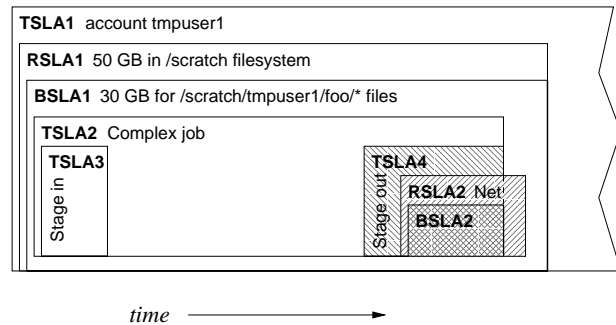 TSLA1 account tmpuser1
RSLA1 50 GB in /scratch filesystem
BSLA1 30 GB for /scratch/tmpuser1/foo/* files
TSLA2 Complex job
TSLA3
Stage in
TSLA4
Stage out
RSLA2 Net
BSLA2
time